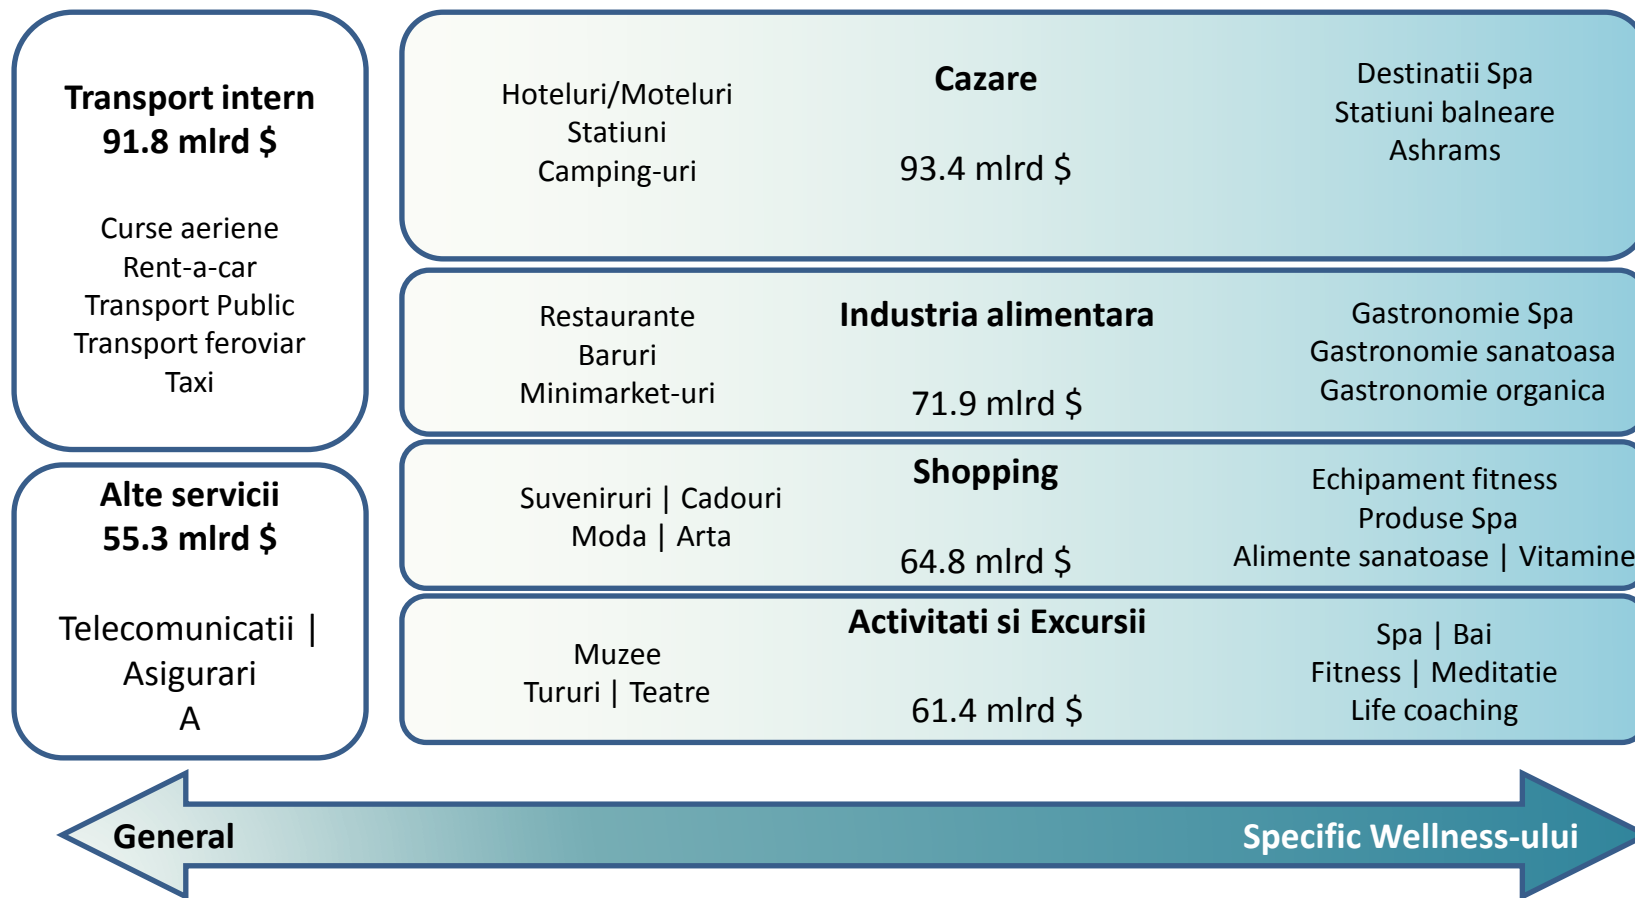 Transport intern
91.8 mlrd $
Curse aeriene
Rent-a-car
Transport Public
Transport feroviar
Taxi
Alte servicii
55.3 mlrd $
Telecomunicatii |
Asigurari
A
Hoteluri/Moteluri
Statiuni
Camping-uri
Cazare
93.4 mlrd $
Destinatii Spa
Statiuni balneare
Ashrams
Restaurante
Baruri
Minimarket-uri
Industria alimentara
71.9 mlrd $
Gastronomie Spa
Gastronomie sanatoasa
Gastronomie organica
Suveniruri | Cadouri
Moda | Arta
Shopping
64.8 mlrd $
Echipament fitness
Produse Spa
Alimente sanatoase | Vitamine
Muzee
Tururi | Teatre
Activitati si Excursii
61.4 mlrd $
Spa | Bai
Fitness | Meditatie
Life coaching
General
Specific Wellness-ului